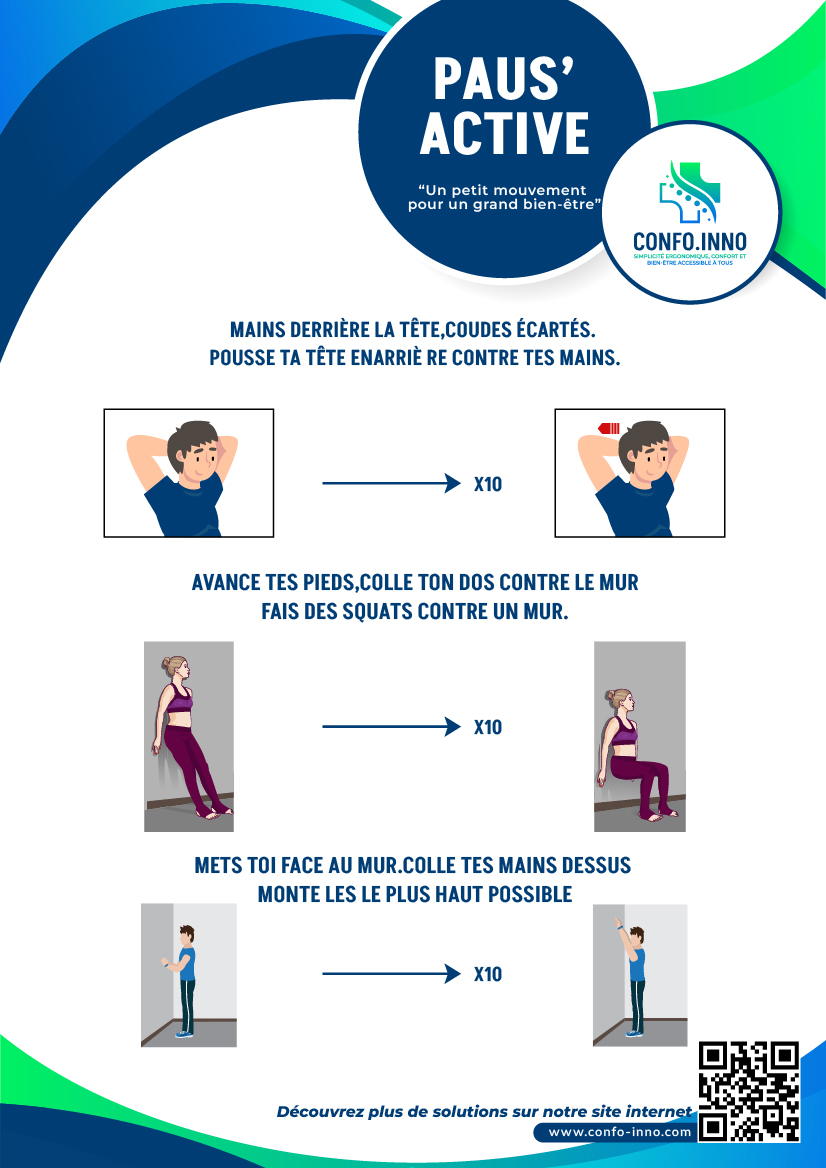 PAUS'
ACTIVE
“Un petit mouvement
pour un grand bien-être”
CONFO.INNO
SIMPLICITÉ ERGONOMIQUE, CONFORT ET
BIEN-ÊTRE ACCESSIBLE À TOUS
MAINS DERRIÈRE LA TÊTE,COUDES ÉCARTÉS.
POUSSE TA TÊTE ENARRIÈ RE CONTRE TES MAINS.
X10
AVANCE TES PIEDS,COLLE TON DOS CONTRE LE MUR
FAIS DES SQUATS CONTRE UN MUR.
X10
METS TOI FACE AU MUR.COLLE TES MAINS DESSUS
MONTE LES LE PLUS HAUT POSSIBLE
X10
Découvrez plus de solutions sur notre site internet
www.confo-inno.com